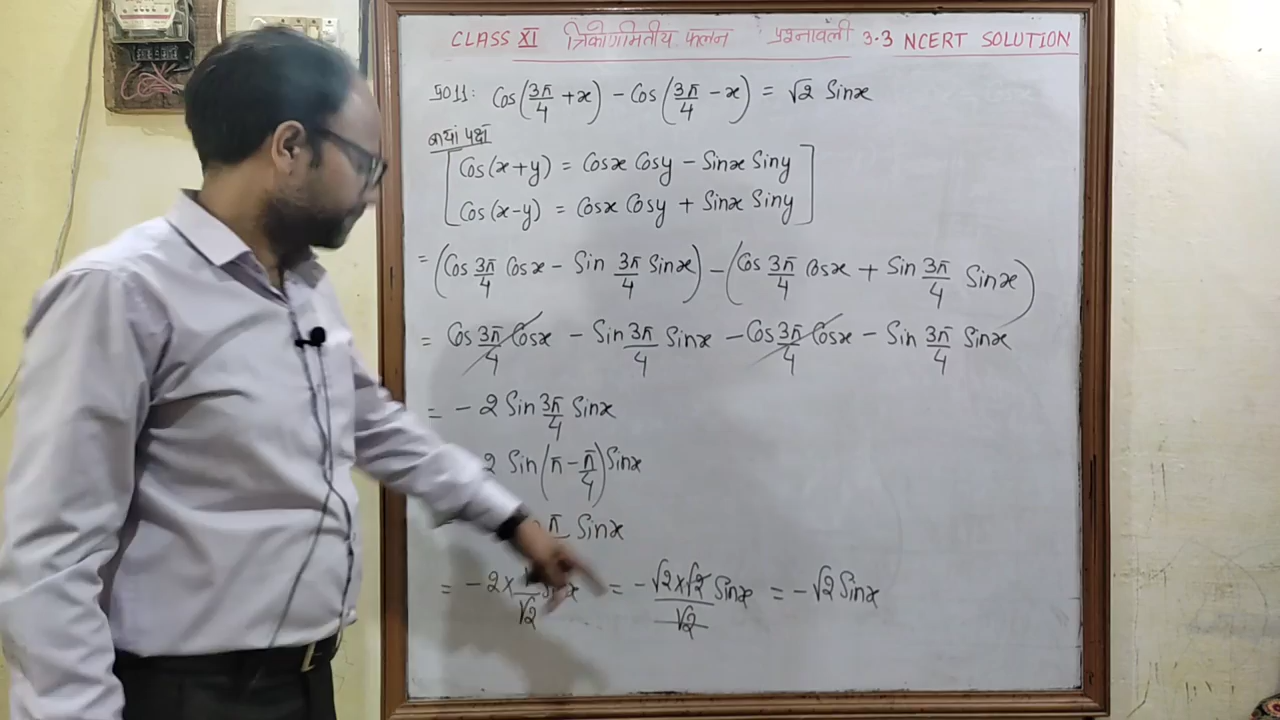 CLASS XI त्रिकोणमितीय फलन प्रश्नावली 3.3 NCERT SOLUTION
प्र011: Cos(3π/4 + x) - Cos(3π/4 - x) = √2 Sinx
बायां पक्ष
[Cos(x+y) = Cosx Cosy - Sinx Siny
Cos(x-y) = Cosx Cosy + Sinx Siny]
= (Cos 3π/4 Cosx - Sin 3π/4 Sinx) - (Cos 3π/4 Cosx + Sin 3π/4 Sinx)
= Cos 3π/4 Cosx - Sin 3π/4 Sinx - Cos 3π/4 Cosx - Sin 3π/4 Sinx
= - 2 Sin 3π/4 Sinx
2 Sin(π - π/4) Sinx
π Sinx
= - 2 × 1/√2 Sinx = - √2×√2/√2 Sinx = - √2 Sinx